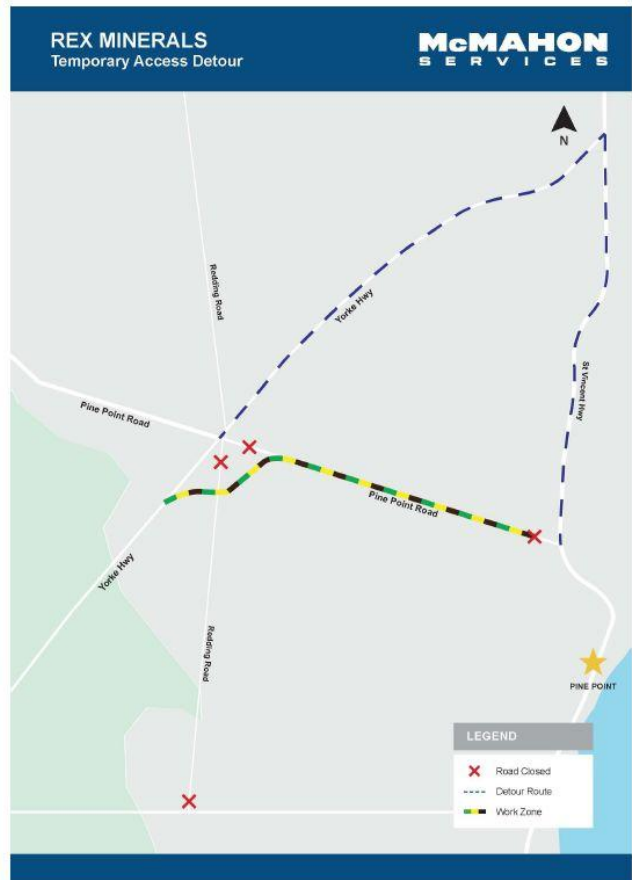 REX MINERALS
Temporary Access Detour
McMAHON
SERVICES
N
Redding Road
Yorke Hwy
St Vincent Hwy
Pine Point Road
Pine Point Road
Yorke Hwy
Redding Road
PINE POINT
LEGEND
Road Closed
Detour Route
Work Zone